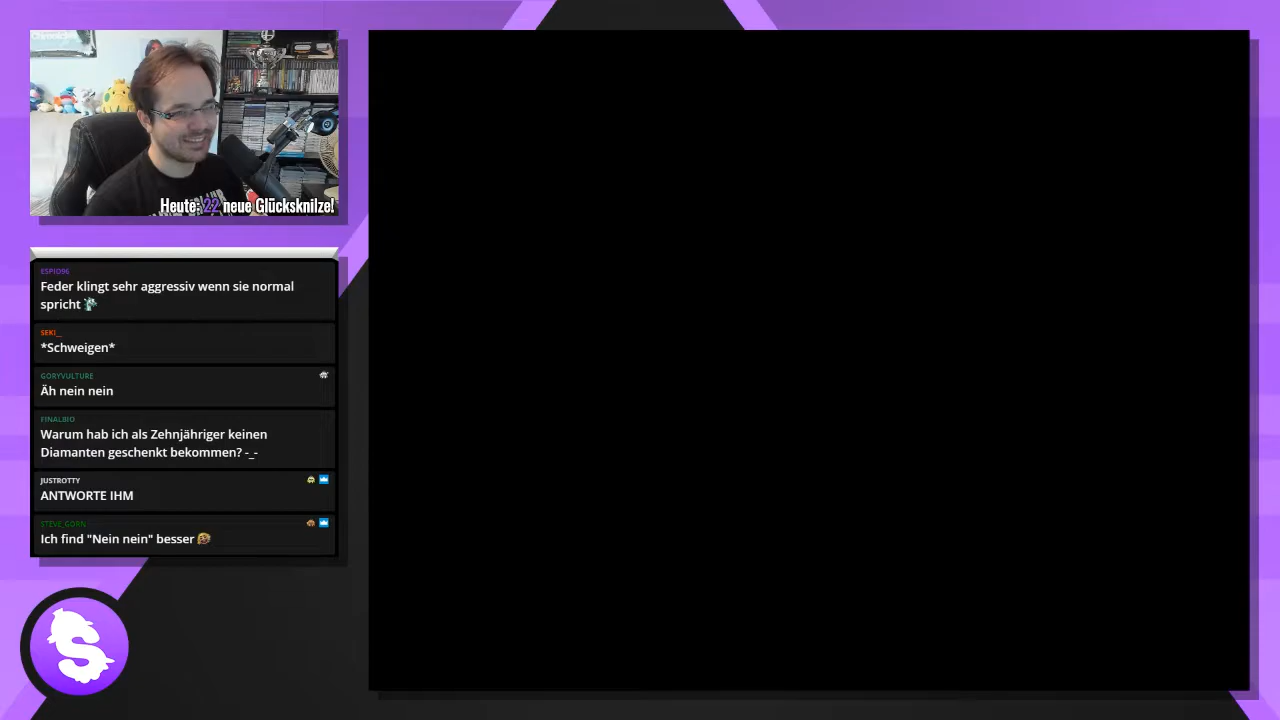 Heute: 22 neue Glücksknilze!
ESPIO96
Feder klingt sehr aggressiv wenn sie normal
spricht
SEKI_
*Schweigen*
GORYVULTURE
Äh nein nein
FINALBIO
Warum hab ich als Zehnjähriger keinen
Diamanten geschenkt bekommen? -_-
JUSTROTTY
ANTWORTE IHM
STEVE_GORN
Ich find "Nein nein" besser
S